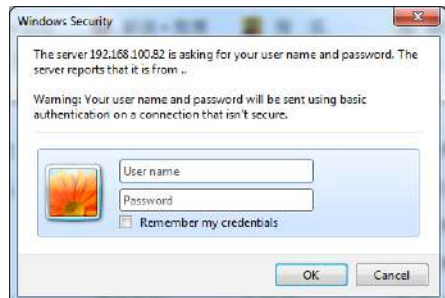 Windows Security
The server 192.168.100.82 is asking for your user name and password. The
server reports that it is from ..
Warning: Your user name and password will be sent using basic
authentication on a connection that isn't secure.
User name
Password
Remember my credentials
OK
Cancel